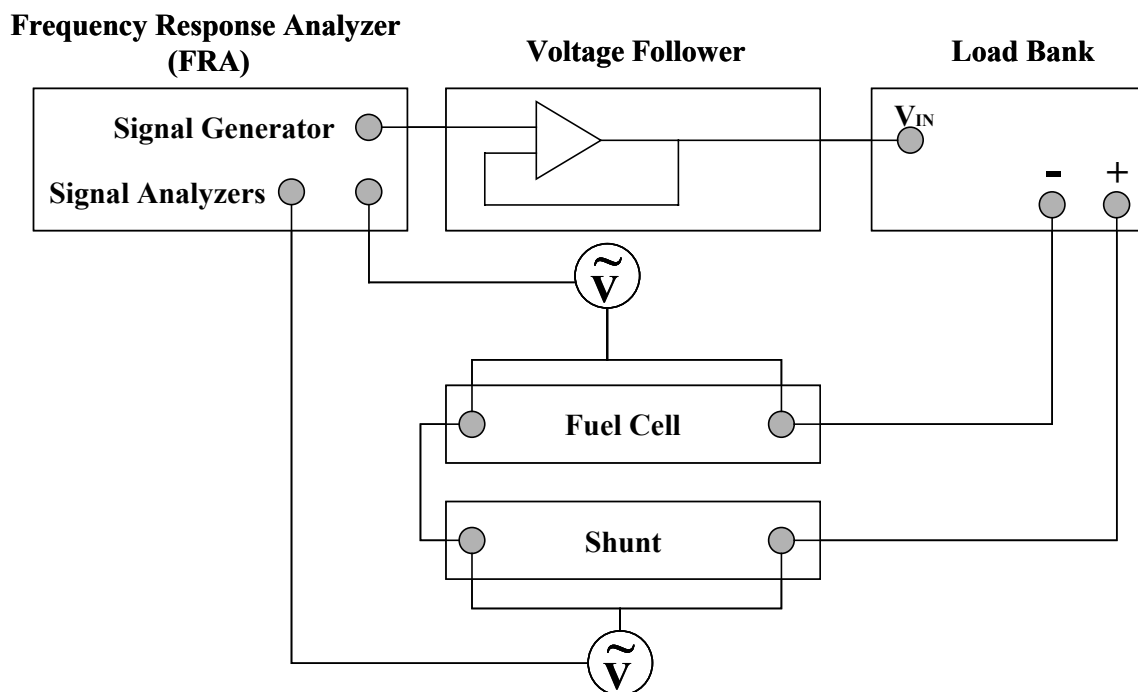 Frequency Response Analyzer
(FRA)
Voltage Follower
Load Bank
Signal Generator
VIN
Signal Analyzers
- +
Ṽ
Fuel Cell
Shunt
Ṽ